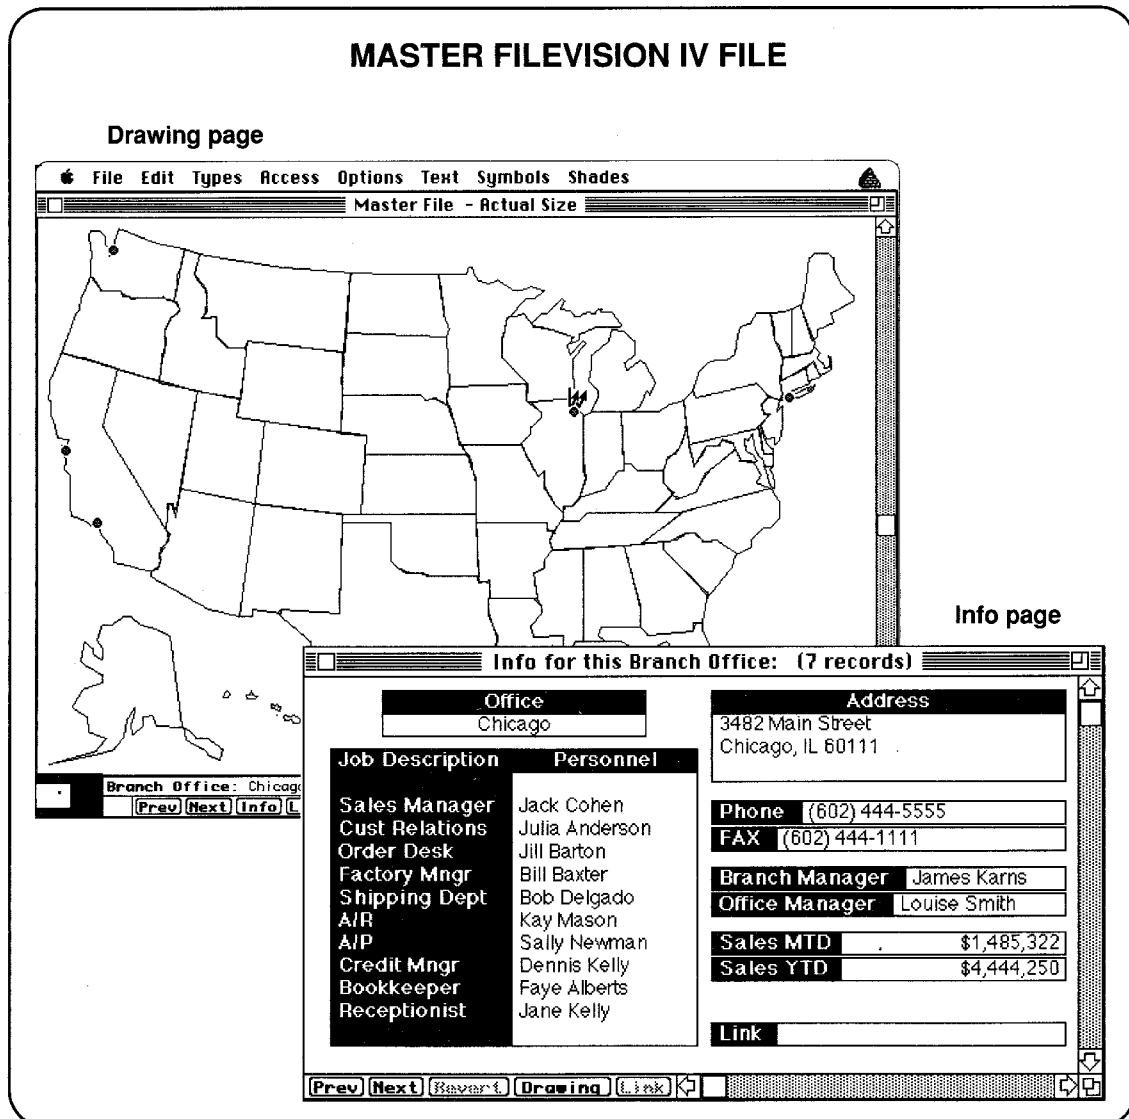 MASTER FILEVISION IV FILE
Drawing page
File Edit Types Access Options Text Symbols Shades
Master File - Actual Size
Info page
Info for this Branch Office: (7 records)
Office
Chicago
Address
3482 Main Street
Chicago, IL 60111
Job Description Personnel
Sales Manager Jack Cohen
Cust Relations Julia Anderson
Order Desk Jill Barton
Factory Mngr Bill Baxter
Shipping Dept Bob Delgado
A/R Kay Mason
A/P Sally Newman
Credit Mngr Dennis Kelly
Bookkeeper Faye Alberts
Receptionist Jane Kelly
Phone (602) 444-5555
FAX (602) 444-1111
Branch Manager James Karns
Office Manager Louise Smith
Sales MTD $1,485,322
Sales YTD $4,444,250
Link
Branch Office: Chicag
Prev Next Info L
Prev Next Revert Drawing Link